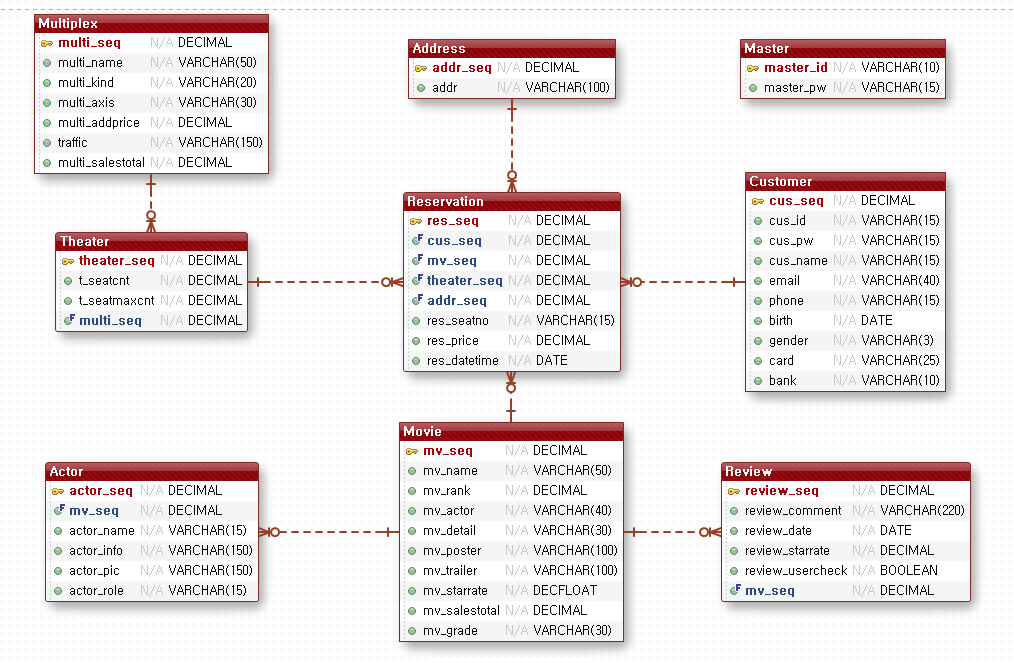 Multiplex
multi_seq N/A DECIMAL
multi_name N/A VARCHAR(50)
multi_kind N/A VARCHAR(20)
multi_axis N/A VARCHAR(30)
multi_addprice N/A DECIMAL
traffic N/A VARCHAR(150)
multi_salestotal N/A DECIMAL
Address
addr_seq N/A DECIMAL
addr N/A VARCHAR(100)
Master
master_id N/A VARCHAR(10)
master_pw N/A VARCHAR(15)
Theater
theater_seq N/A DECIMAL
t_seatcnt N/A DECIMAL
t_seatmaxcnt N/A DECIMAL
multi_seq N/A DECIMAL
Reservation
res_seq N/A DECIMAL
cus_seq N/A DECIMAL
mv_seq N/A DECIMAL
theater_seq N/A DECIMAL
addr_seq N/A DECIMAL
res_seatno N/A VARCHAR(15)
res_price N/A DECIMAL
res_datetime N/A DATE
Customer
cus_seq N/A DECIMAL
cus_id N/A VARCHAR(15)
cus_pw N/A VARCHAR(15)
cus_name N/A VARCHAR(15)
email N/A VARCHAR(40)
phone N/A VARCHAR(15)
birth N/A DATE
gender N/A VARCHAR(3)
card N/A VARCHAR(25)
bank N/A VARCHAR(10)
Actor
actor_seq N/A DECIMAL
mv_seq N/A DECIMAL
actor_name N/A VARCHAR(15)
actor_info N/A VARCHAR(150)
actor_pic N/A VARCHAR(150)
actor_role N/A VARCHAR(15)
Movie
mv_seq N/A DECIMAL
mv_name N/A VARCHAR(50)
mv_rank N/A DECIMAL
mv_actor N/A VARCHAR(40)
mv_detail N/A VARCHAR(30)
mv_poster N/A VARCHAR(100)
mv_trailer N/A VARCHAR(100)
mv_starrate N/A DECFLOAT
mv_salestotal N/A DECIMAL
mv_grade N/A VARCHAR(30)
Review
review_seq N/A DECIMAL
review_comment N/A VARCHAR(220)
review_date N/A DATE
review_starrate N/A DECIMAL
review_usercheck N/A BOOLEAN
mv_seq N/A DECIMAL